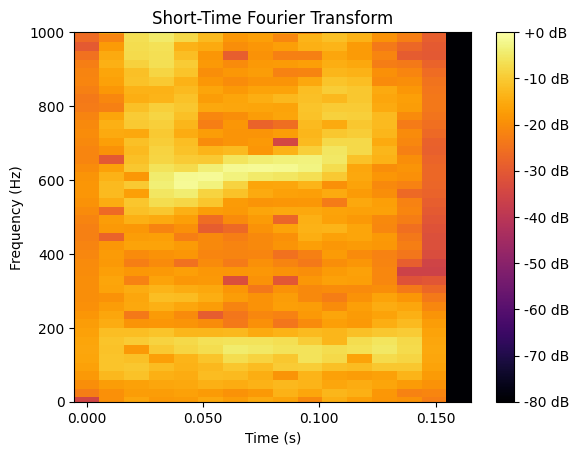 Short-Time Fourier Transform
1000
800
600
400
200
0
Frequency (Hz)
0.000
0.050
0.100
0.150
Time (s)
+0 dB
-10 dB
-20 dB
-30 dB
-40 dB
-50 dB
-60 dB
-70 dB
-80 dB